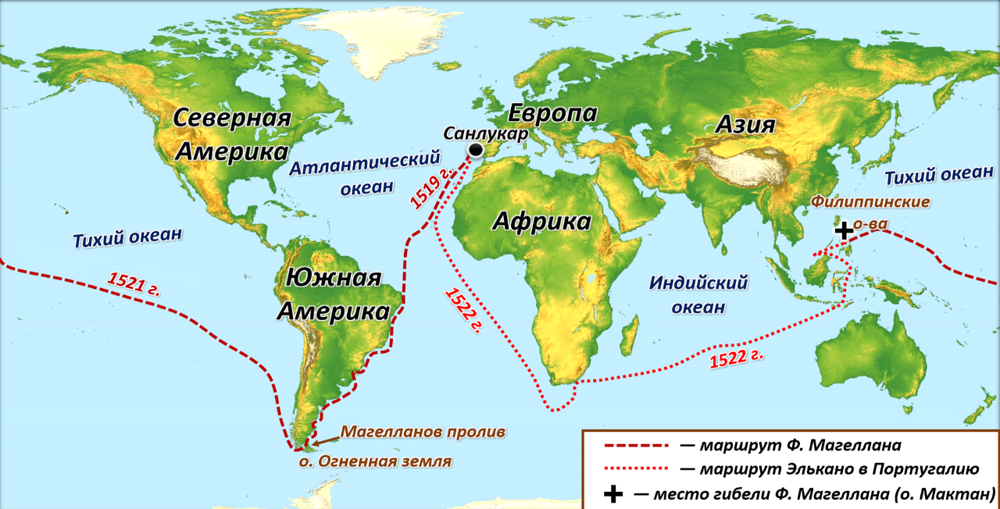 Северная
Америка
Европа
Санлукар
Азия
Атлантический
океан
1519 г.
Тихий океан
Филиппинские
о-ва
Африка
Тихий океан
1521 г.
Южная
Америка
1522 г.
Индийский
океан
1522 г.
Магелланов пролив
о. Огненная земля
— маршрут Ф. Магеллана
— маршрут Элькано в Португалию
— место гибели Ф. Магеллана (о. Мактан)